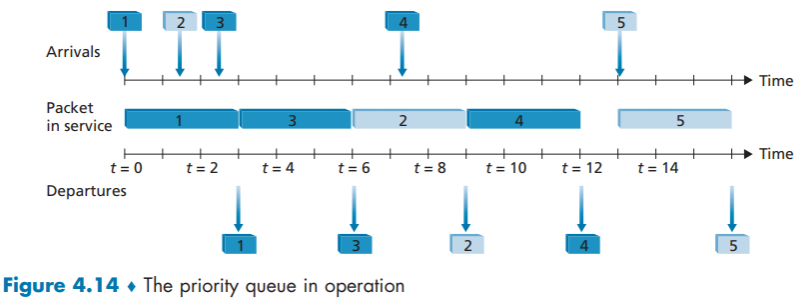 1 2 3 4 5
Arrivals
Time
Packet
in service
1 3 2 4 5
Time
t = 0 t = 2 t = 4 t = 6 t = 8 t = 10 t = 12 t = 14
Departures
1 3 2 4 5
Figure 4.14 ♦ The priority queue in operation